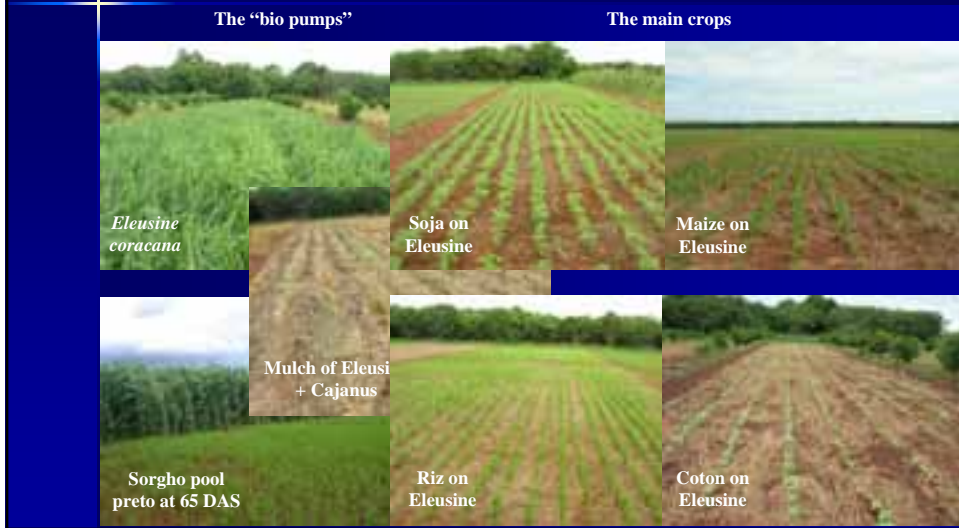 The “bio pumps”
The main crops
Eleusine
coracana
Soja on
Eleusine
Maize on
Eleusine
Mulch of Eleusi
+ Cajanus
Sorgho pool
preto at 65 DAS
Riz on
Eleusine
Coton on
Eleusine